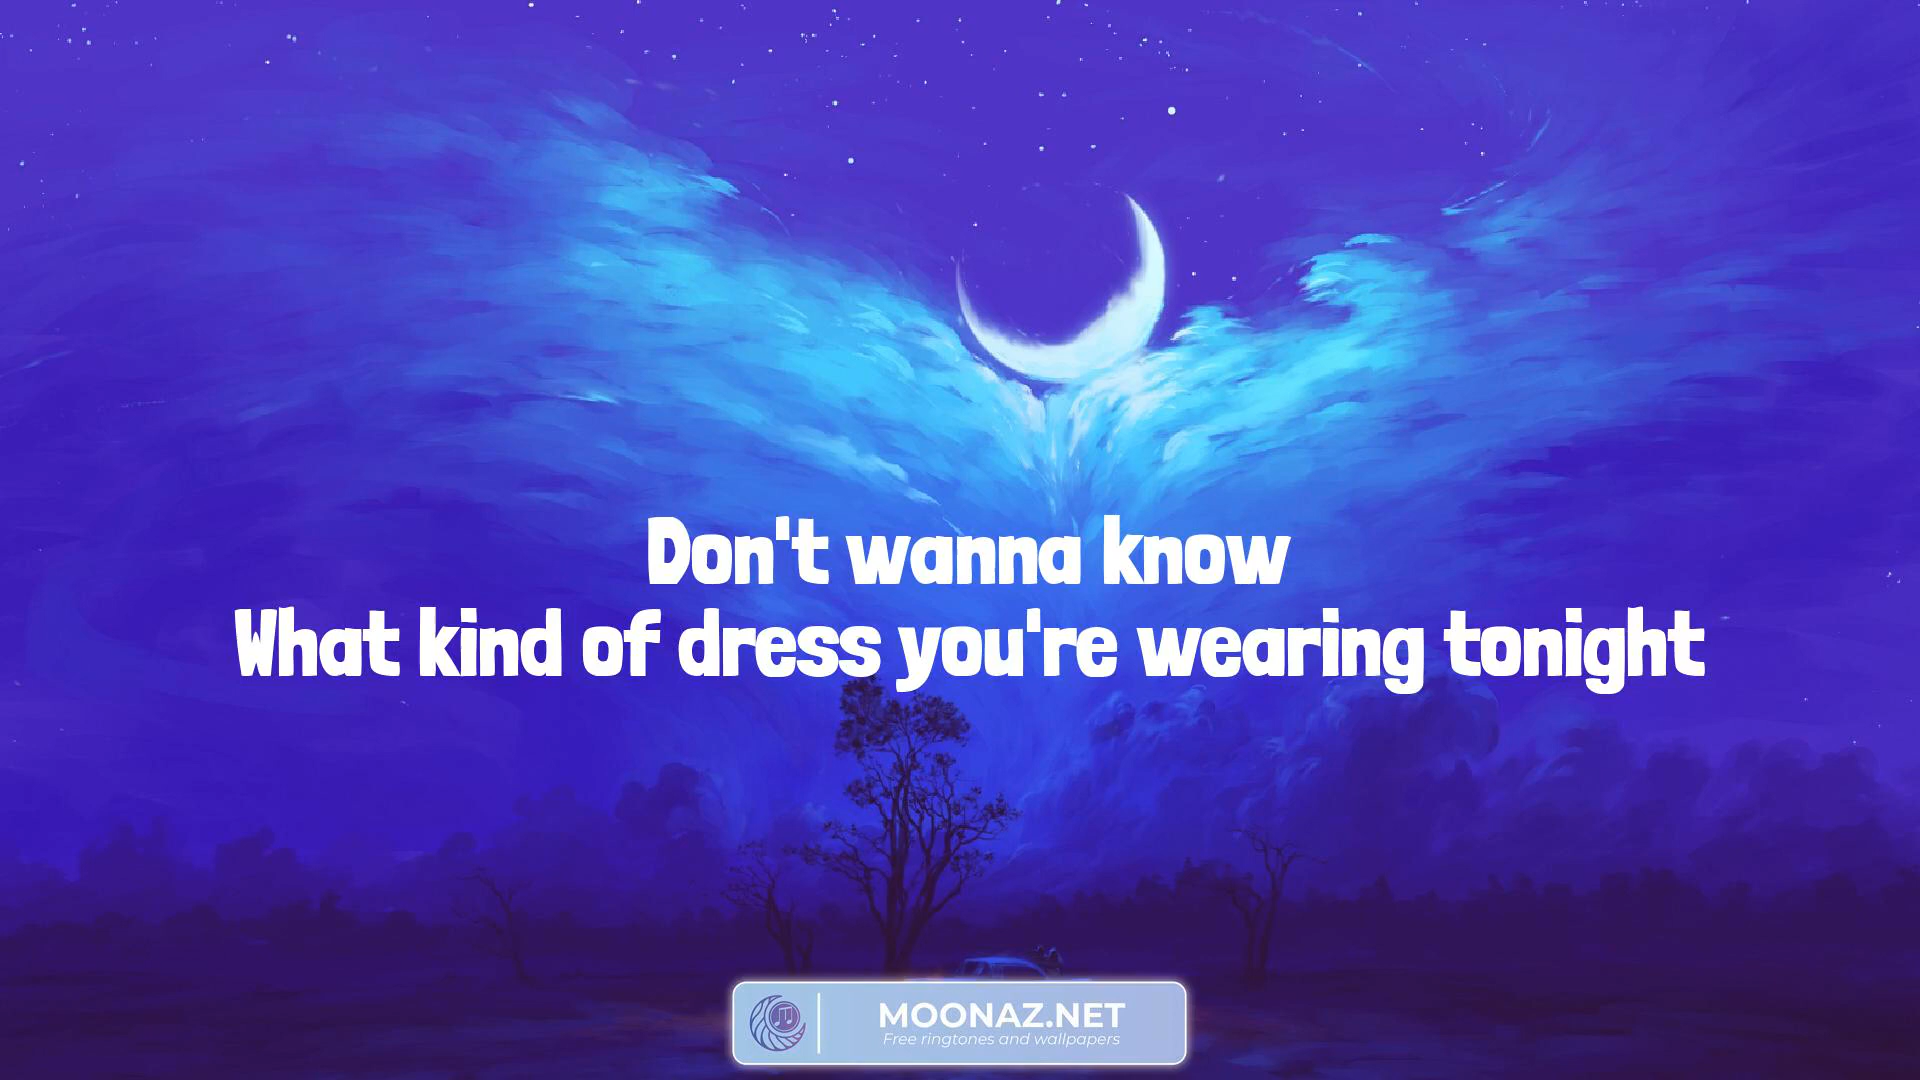 Don't wanna know
What kind of dress you're wearing tonight
MOONAZ.NET
Free ringtones and wallpapers